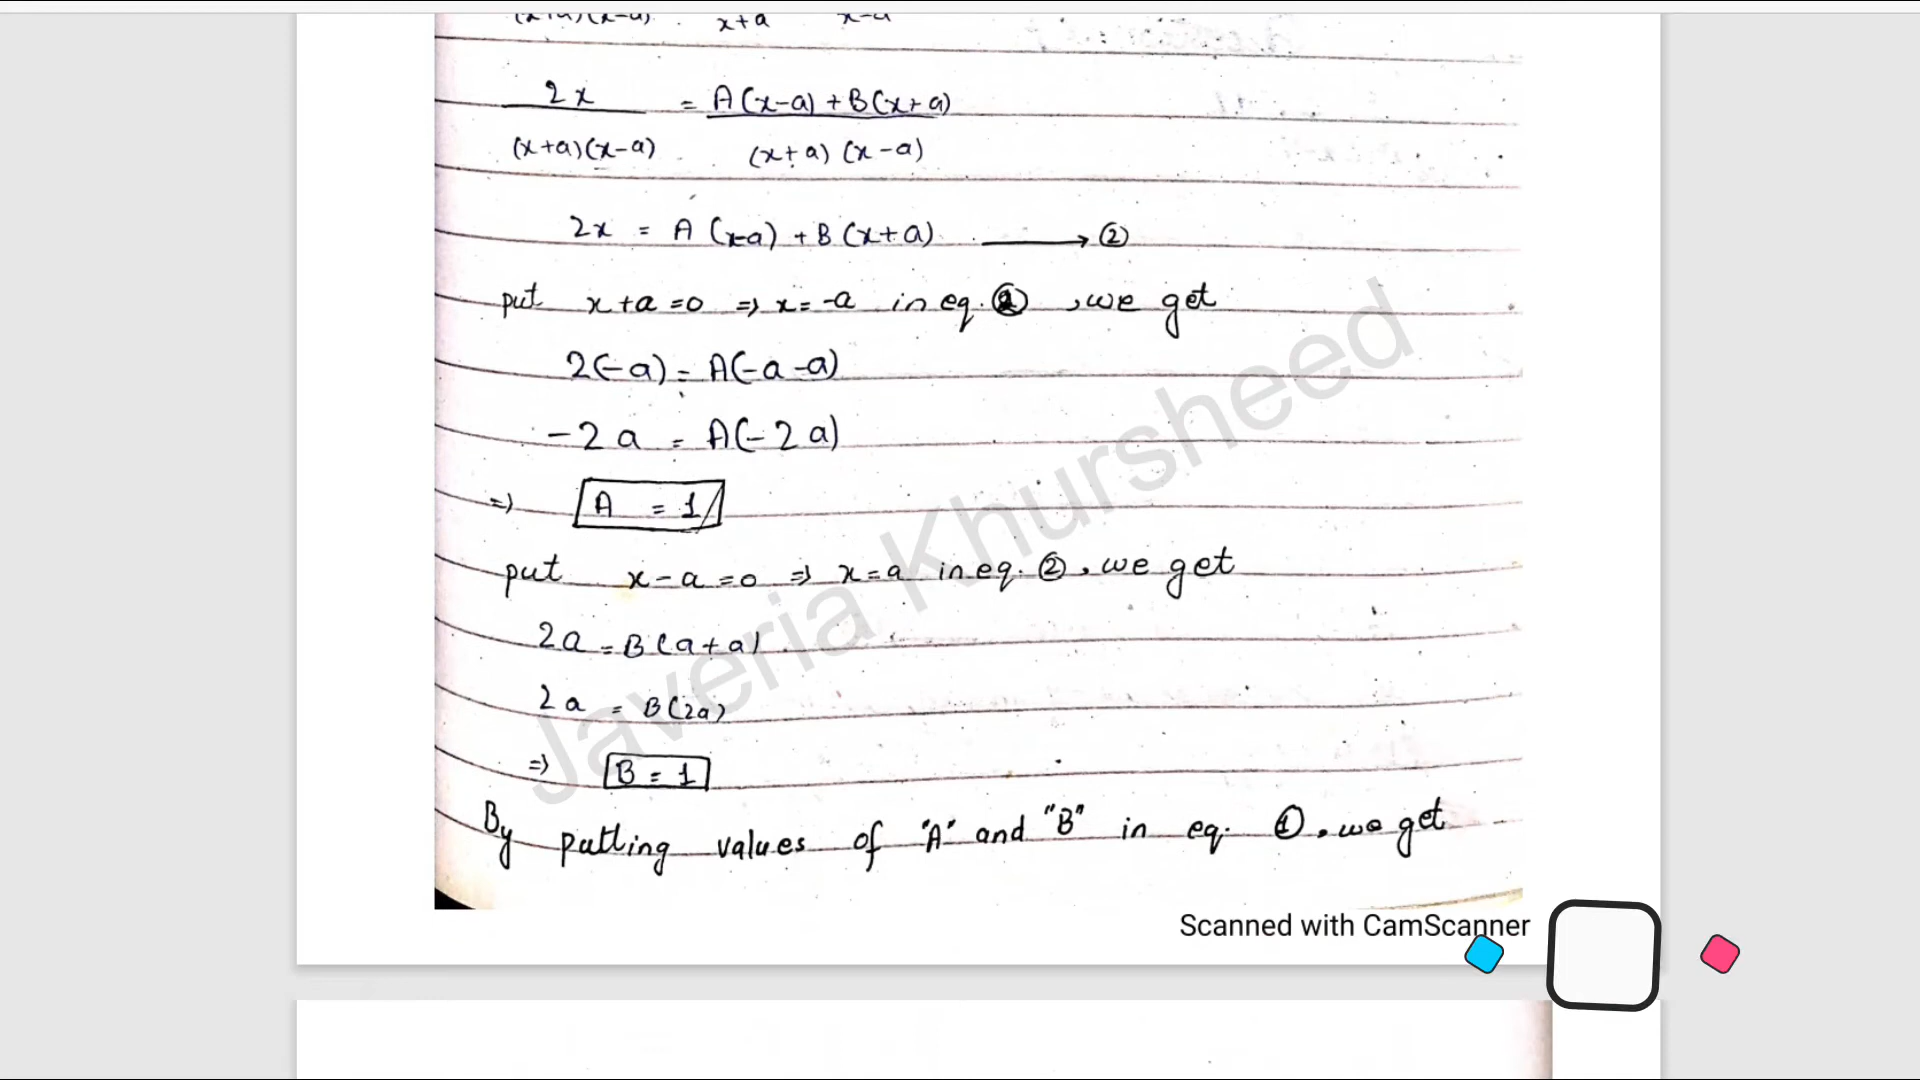 (x+a)(x-a) x+a x-a
2x = A(x-a)+B(x+a)
(x+a)(x-a) (x+a)(x-a)
2x = A(x-a)+B(x+a) → ②
put x+a=0 ⇒ x=-a in eq. ②, we get
2(-a) = A(-a-a)
-2a = A(-2a)
⇒ A = 1
put x-a=0 ⇒ x=a in eq. ②, we get
2a = B(a+a)
2a = B(2a)
⇒ B = 1
By putting values of "A" and "B" in eq. ①, we get
Javeria Khursheed
Scanned with CamScanner